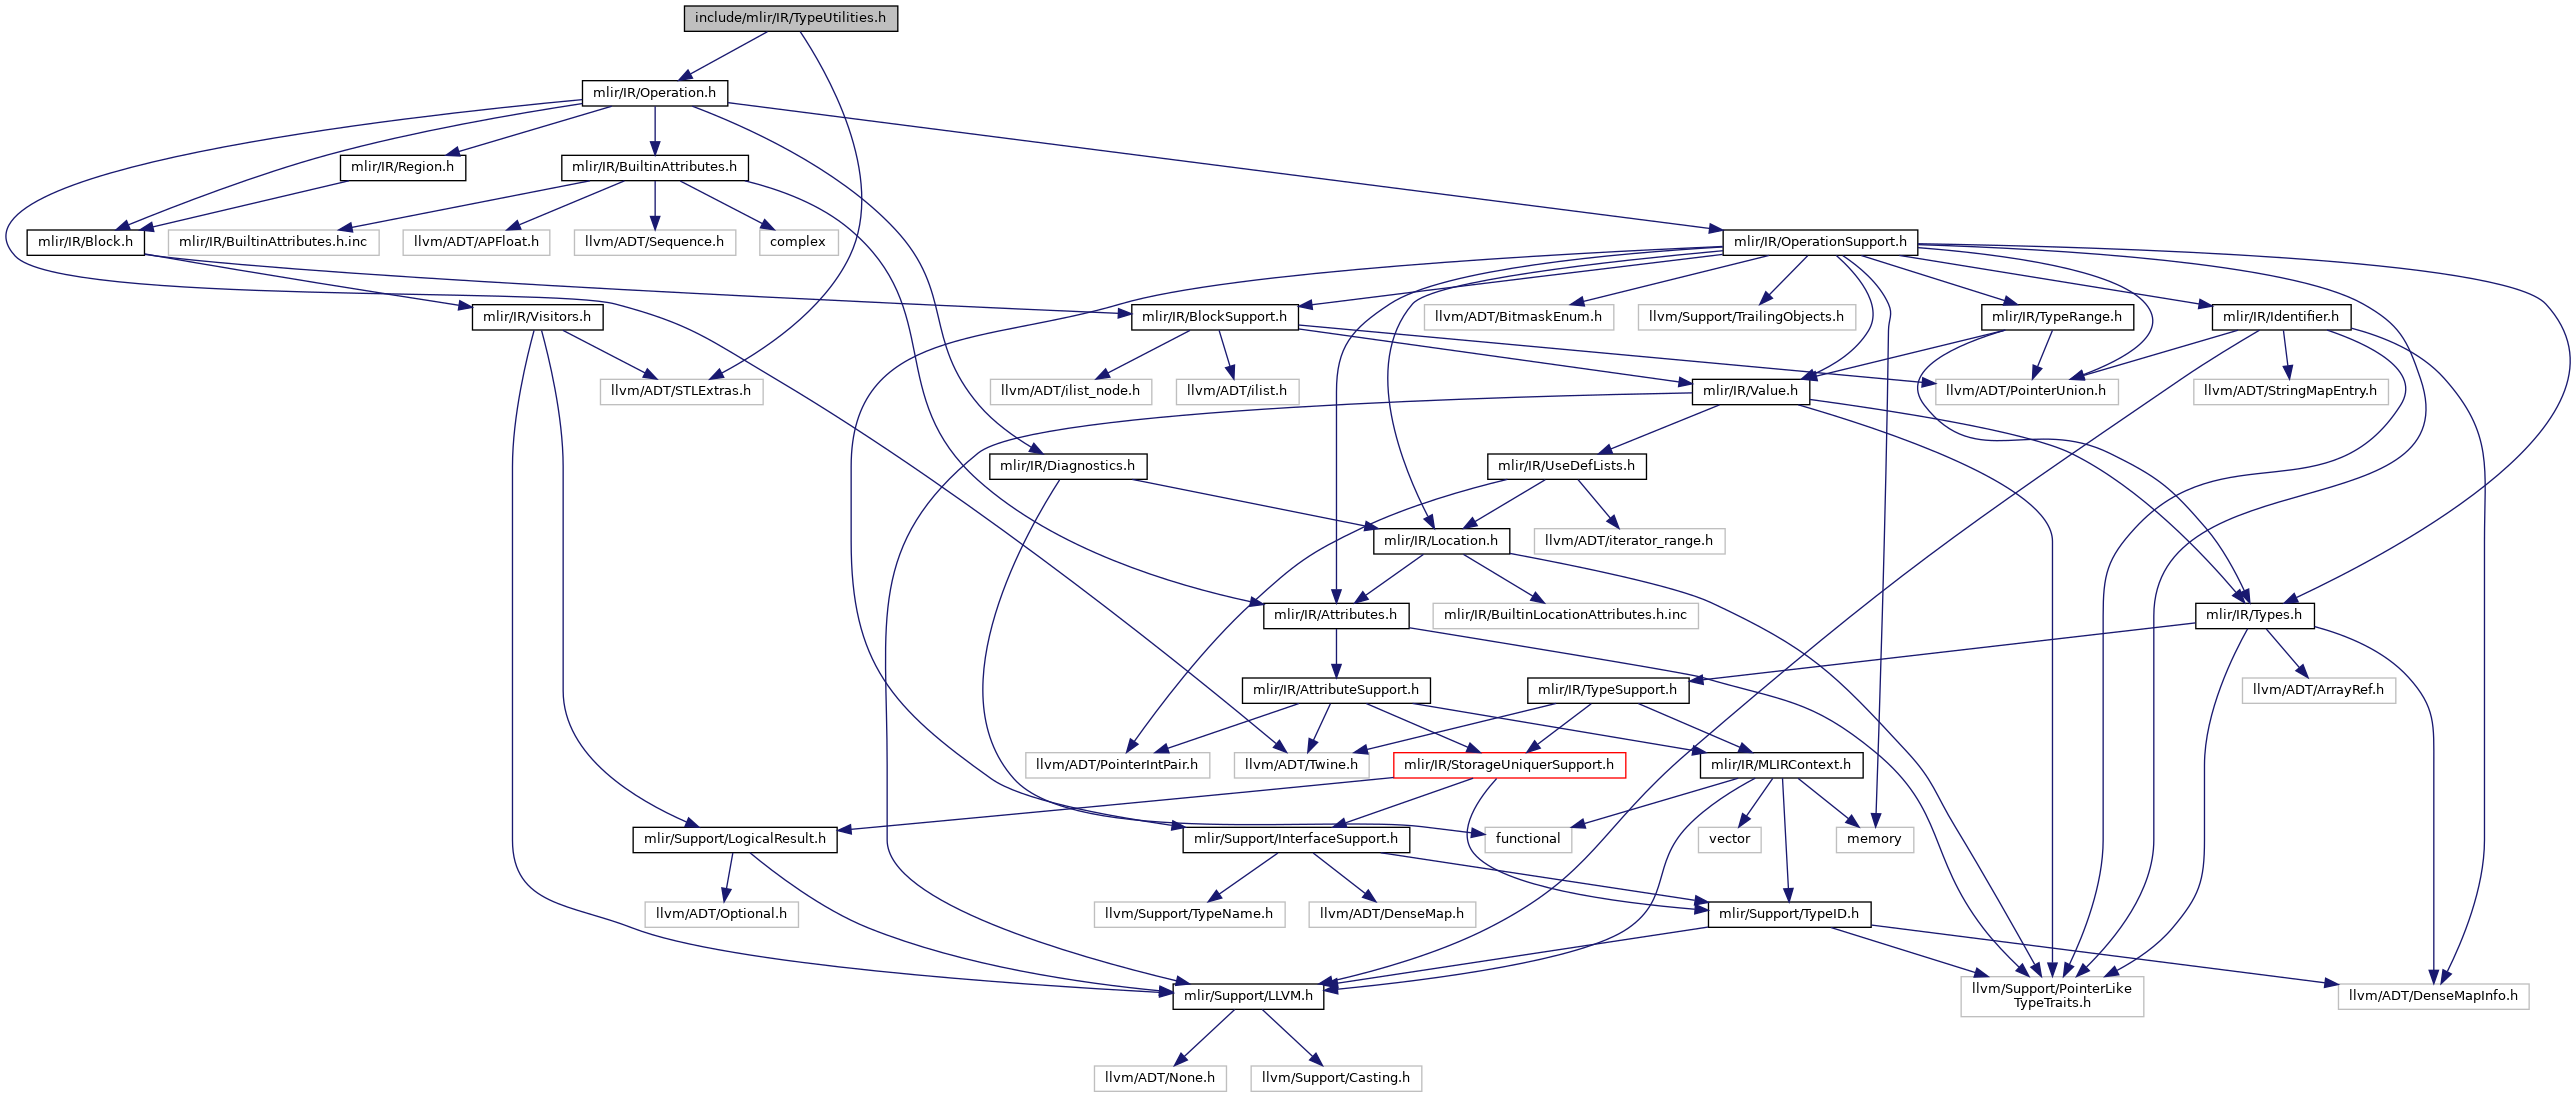 include/mlir/IR/TypeUtilities.h
mlir/IR/Operation.h
mlir/IR/Region.h
mlir/IR/BuiltinAttributes.h
mlir/IR/Block.h
mlir/IR/BuiltinAttributes.h.inc
llvm/ADT/APFloat.h
llvm/ADT/Sequence.h
complex
mlir/IR/OperationSupport.h
mlir/IR/Visitors.h
mlir/IR/BlockSupport.h
llvm/ADT/BitmaskEnum.h
llvm/Support/TrailingObjects.h
mlir/IR/TypeRange.h
mlir/IR/Identifier.h
llvm/ADT/STLExtras.h
llvm/ADT/ilist_node.h
llvm/ADT/ilist.h
mlir/IR/Value.h
llvm/ADT/PointerUnion.h
llvm/ADT/StringMapEntry.h
mlir/IR/Diagnostics.h
mlir/IR/UseDefLists.h
mlir/IR/Location.h
llvm/ADT/iterator_range.h
mlir/IR/Attributes.h
mlir/IR/BuiltinLocationAttributes.h.inc
mlir/IR/Types.h
mlir/IR/AttributeSupport.h
mlir/IR/TypeSupport.h
llvm/ADT/ArrayRef.h
llvm/ADT/PointerIntPair.h
llvm/ADT/Twine.h
mlir/IR/StorageUniquerSupport.h
mlir/IR/MLIRContext.h
mlir/Support/LogicalResult.h
mlir/Support/InterfaceSupport.h
functional
vector
memory
llvm/ADT/Optional.h
llvm/Support/TypeName.h
llvm/ADT/DenseMap.h
mlir/Support/TypeID.h
mlir/Support/LLVM.h
llvm/Support/PointerLike
TypeTraits.h
llvm/ADT/DenseMapInfo.h
llvm/ADT/None.h
llvm/Support/Casting.h